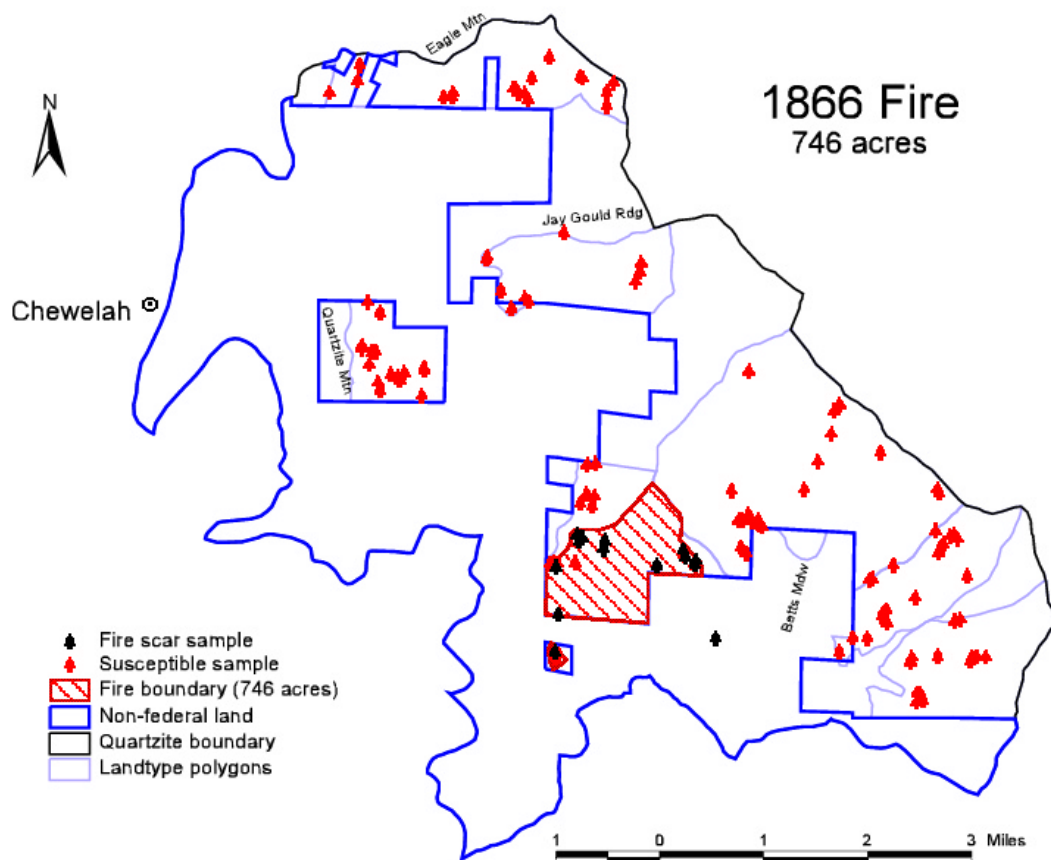 Eagle Mtn
1866 Fire
746 acres
N
Jay Gould Rdg
Chewelah
Quartzite Mtn
Betts Mdw
Fire scar sample
Susceptible sample
Fire boundary (746 acres)
Non-federal land
Quartzite boundary
Landtype polygons
1 0 1 2 3 Miles